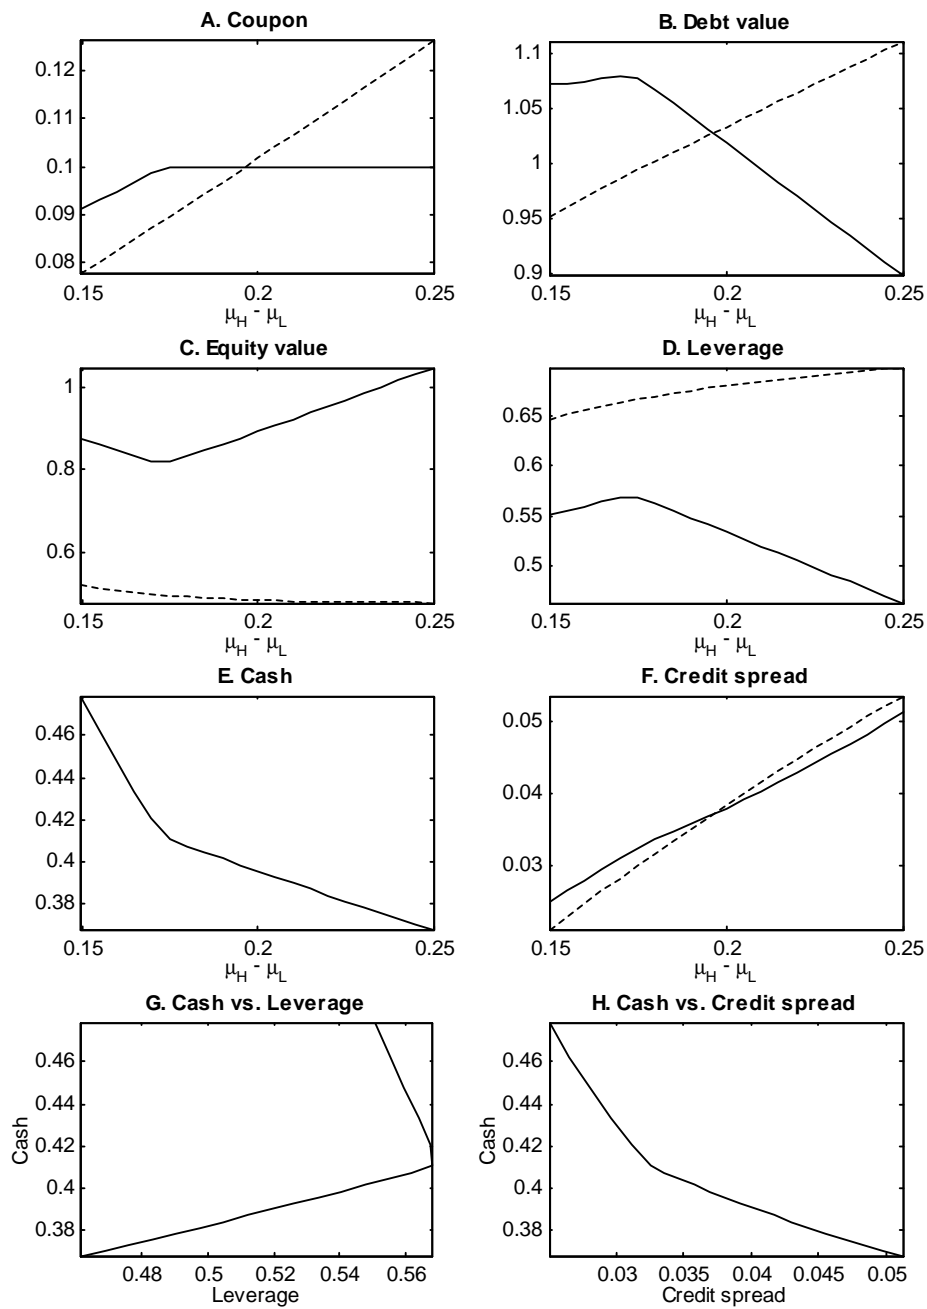 A. Coupon
0.12
0.11
0.1
0.09
0.08
0.15 0.2 0.25
μH - μL
B. Debt value
1.1
1.05
1
0.95
0.9
0.15 0.2 0.25
μH - μL
C. Equity value
1
0.8
0.6
0.15 0.2 0.25
μH - μL
D. Leverage
0.65
0.6
0.55
0.5
0.15 0.2 0.25
μH - μL
E. Cash
0.46
0.44
0.42
0.4
0.38
0.15 0.2 0.25
μH - μL
F. Credit spread
0.05
0.04
0.03
0.15 0.2 0.25
μH - μL
G. Cash vs. Leverage
Cash
0.46
0.44
0.42
0.4
0.38
0.48 0.5 0.52 0.54 0.56
Leverage
H. Cash vs. Credit spread
Cash
0.46
0.44
0.42
0.4
0.38
0.03 0.035 0.04 0.045 0.05
Credit spread